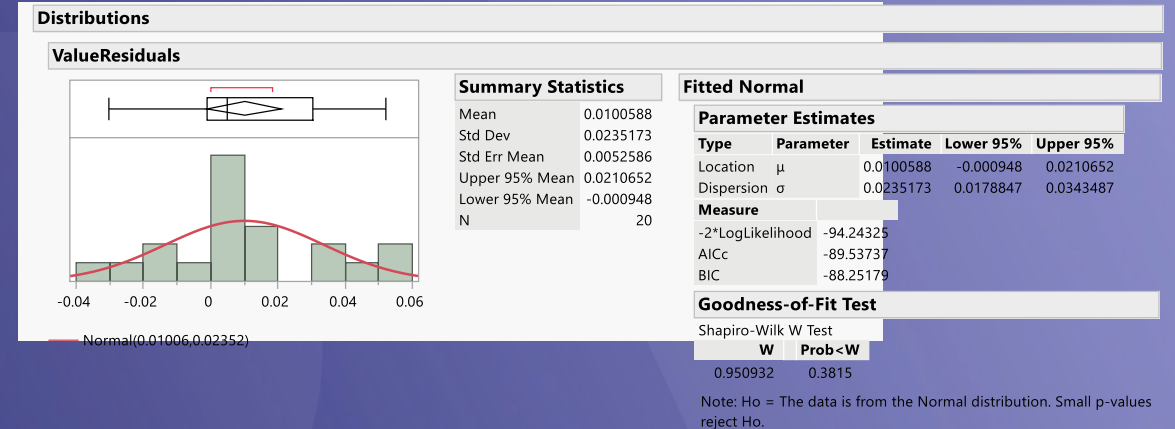 Distributions
ValueResiduals
-0.04 -0.02 0 0.02 0.04 0.06
Normal(0.01006,0.02352)
Summary Statistics
Mean 0.0100588
Std Dev 0.0235173
Std Err Mean 0.0052586
Upper 95% Mean 0.0210652
Lower 95% Mean -0.000948
N 20
Fitted Normal
Parameter Estimates
Type Parameter Estimate Lower 95% Upper 95%
Location μ 0.0100588 -0.000948 0.0210652
Dispersion σ 0.0235173 0.0178847 0.0343487
Measure
-2*LogLikelihood -94.24325
AICc -89.53737
BIC -88.25179
Goodness-of-Fit Test
Shapiro-Wilk W Test
W Prob<W
0.950932 0.3815
Note: Ho = The data is from the Normal distribution. Small p-values
reject Ho.